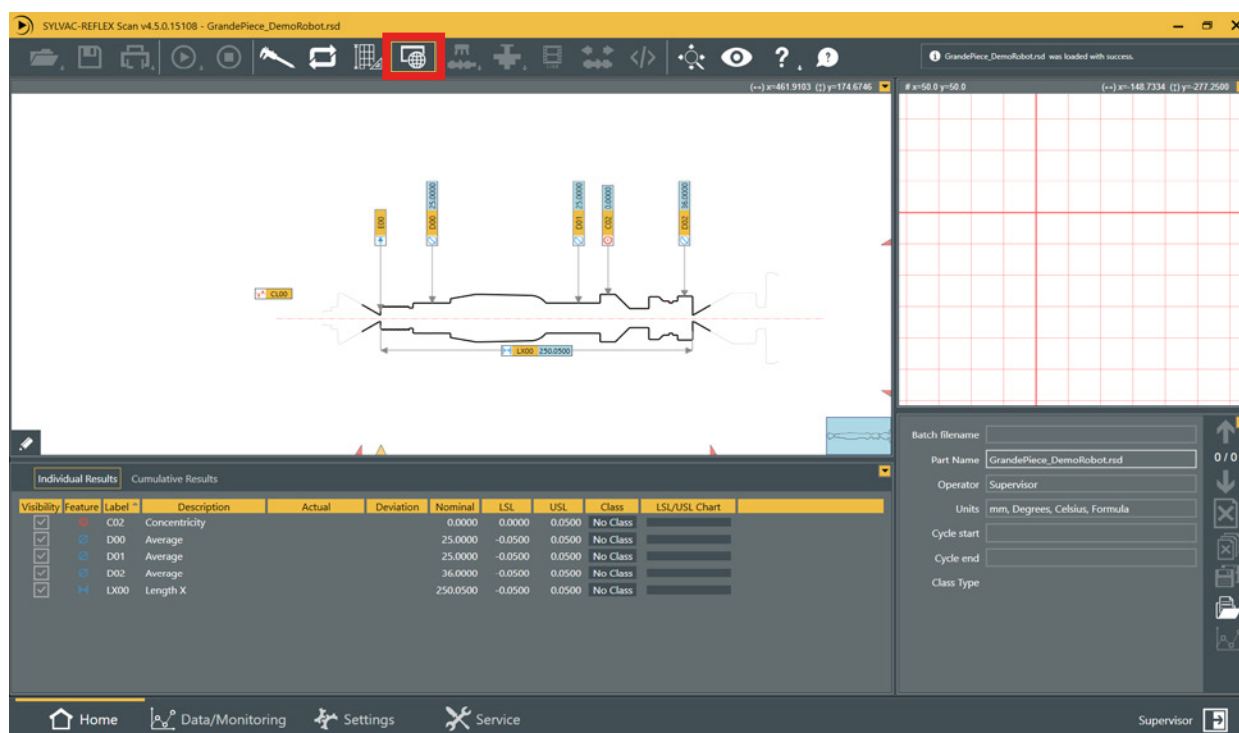 SYLVAC-REFLEX Scan v4.5.0.15108 - GrandePiece_DemoRobot.rsd
GrandePiece_DemoRobot.rsd was loaded with success.
(↔) x=461.9103 (↕) y=174.6746
# x=50.0 y=50.0
(↔) x=-148.7334 (↕) y=-277.2500
E00
D00 25.0000
D01 25.0000
C02 0.0000
D02 36.0000
CL00
LX00 250.0500
Individual Results Cumulative Results
Visibility Feature Label Description Actual Deviation Nominal LSL USL Class LSL/USL Chart
C02 Concentricity 0.0000 0.0000 0.0500 No Class
D00 Average 25.0000 -0.0500 0.0500 No Class
D01 Average 25.0000 -0.0500 0.0500 No Class
D02 Average 36.0000 -0.0500 0.0500 No Class
LX00 Length X 250.0500 -0.0500 0.0500 No Class
Batch filename
Part Name GrandePiece_DemoRobot.rsd
Operator Supervisor
Units mm, Degrees, Celsius, Formula
Cycle start
Cycle end
Class Type
0 / 0
Home Data/Monitoring Settings Service
Supervisor